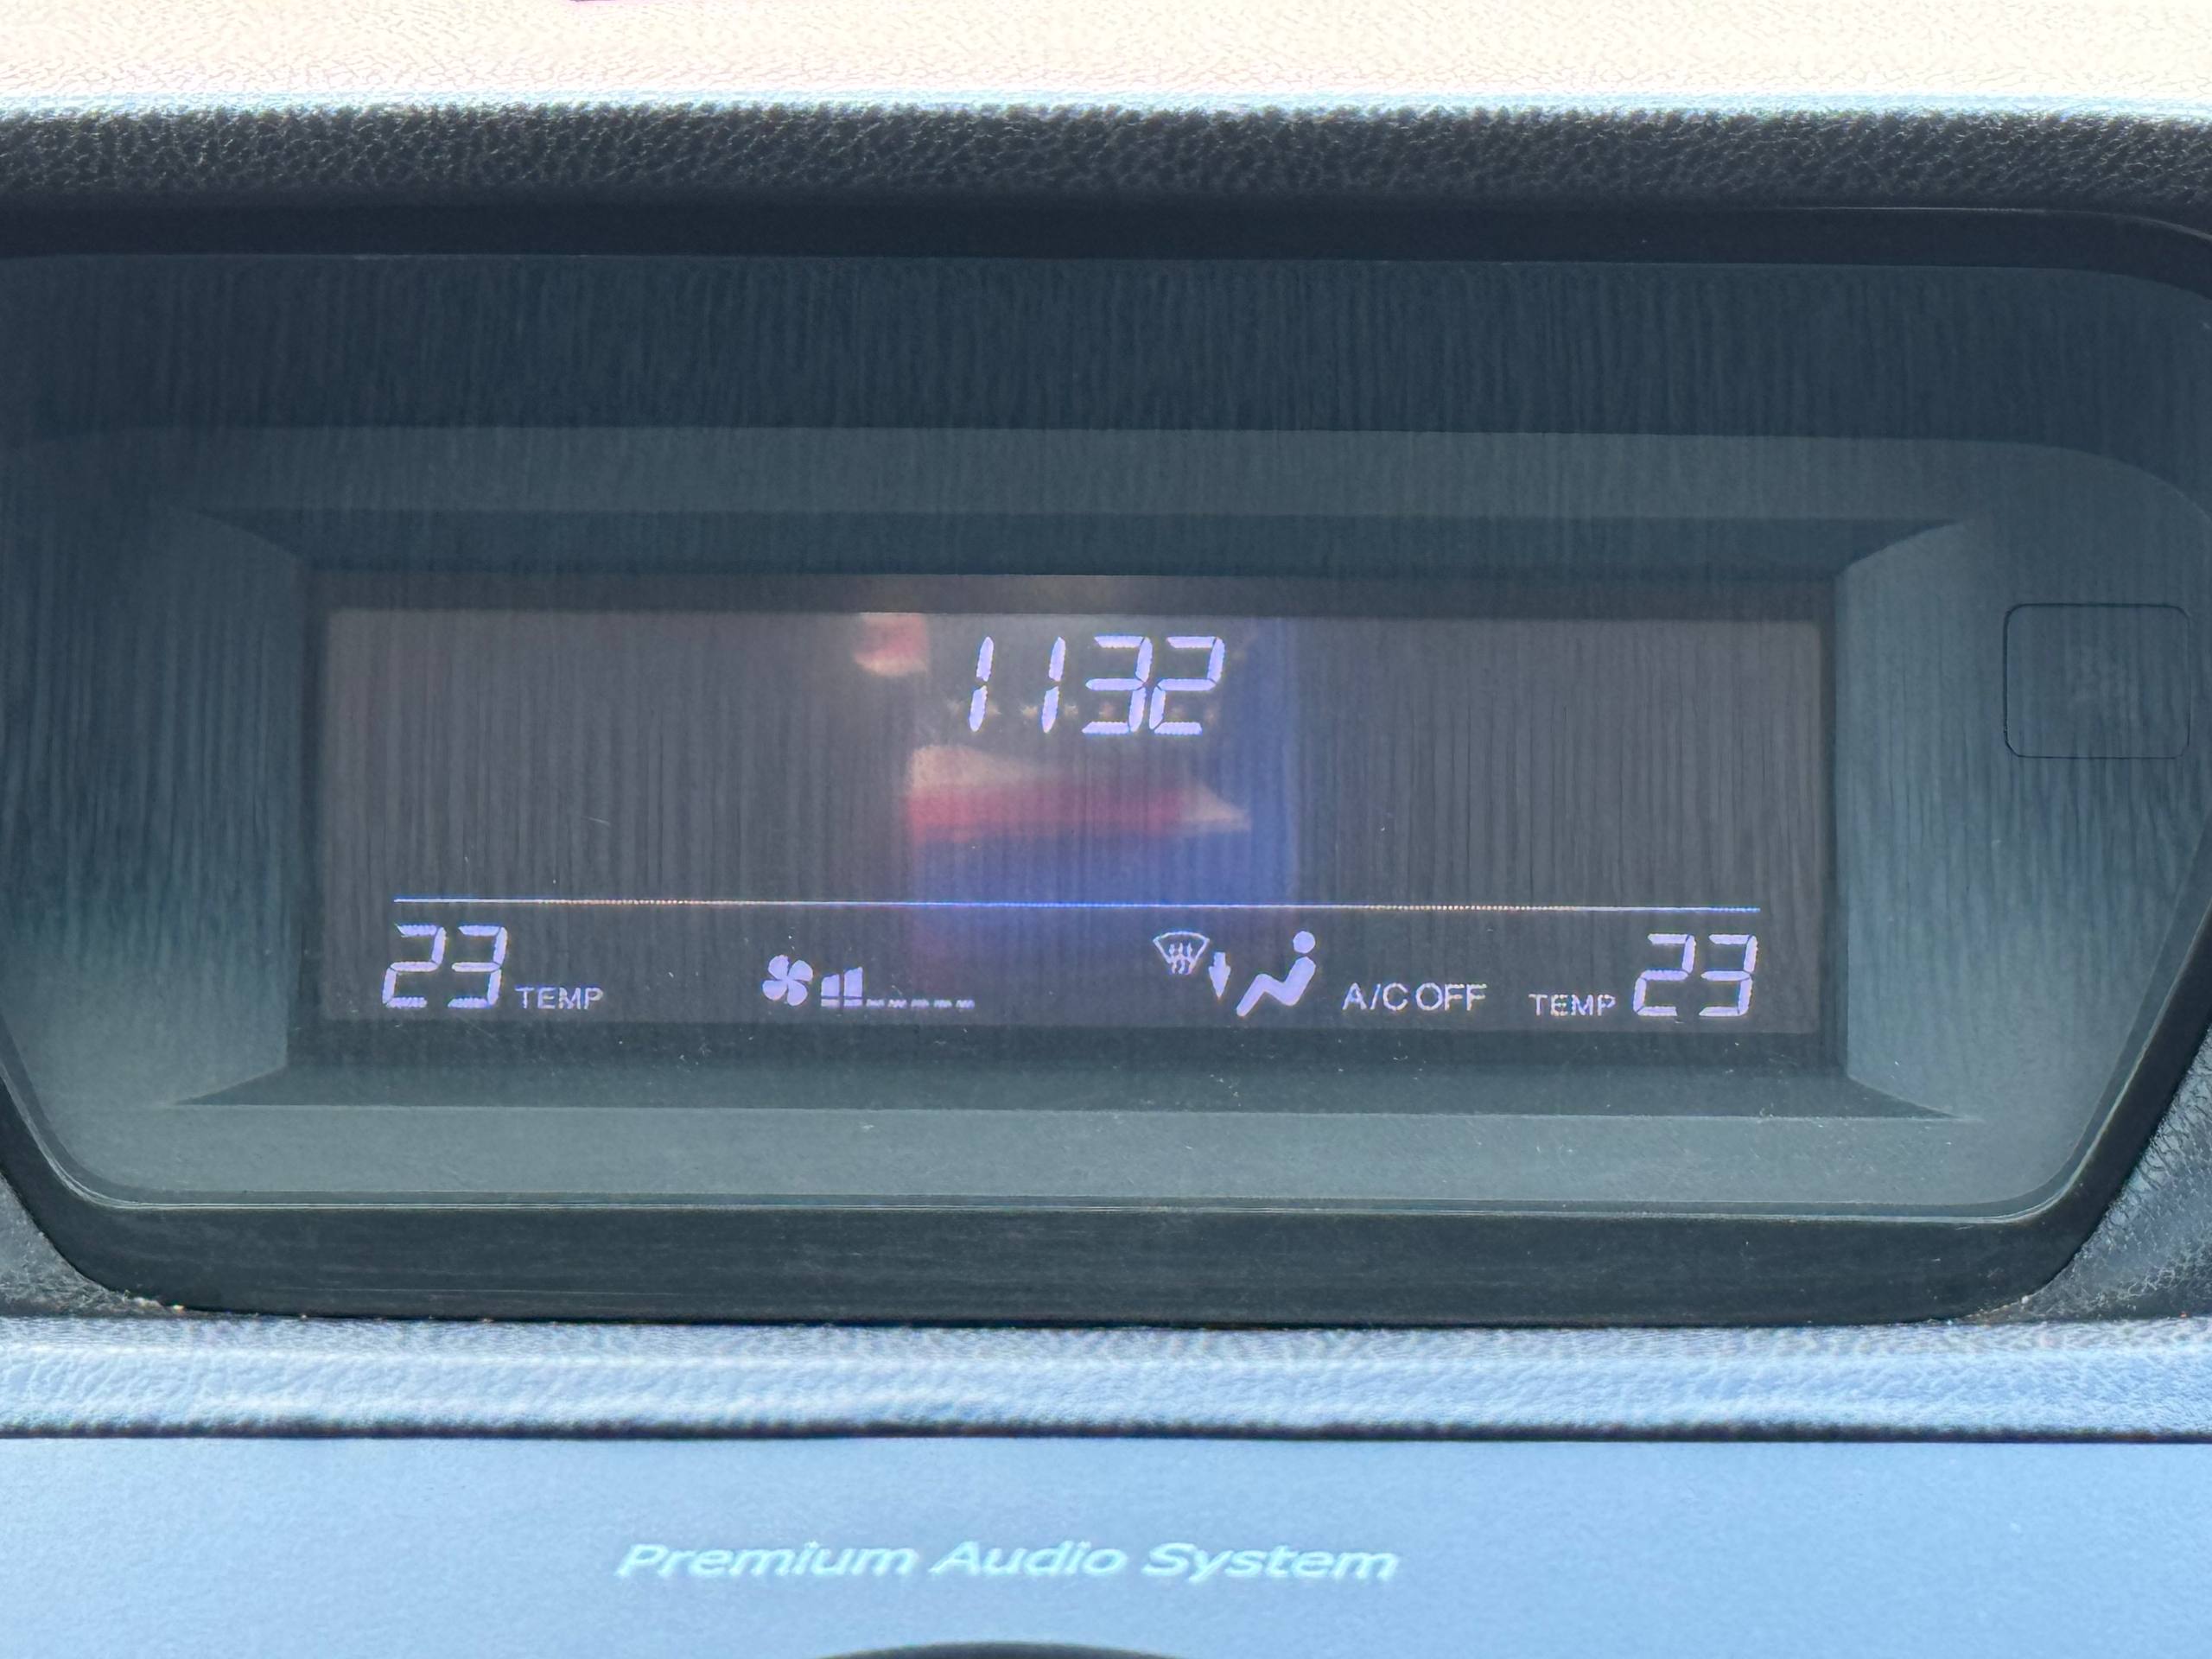 1132
23 TEMP A/C OFF TEMP 23
Premium Audio System